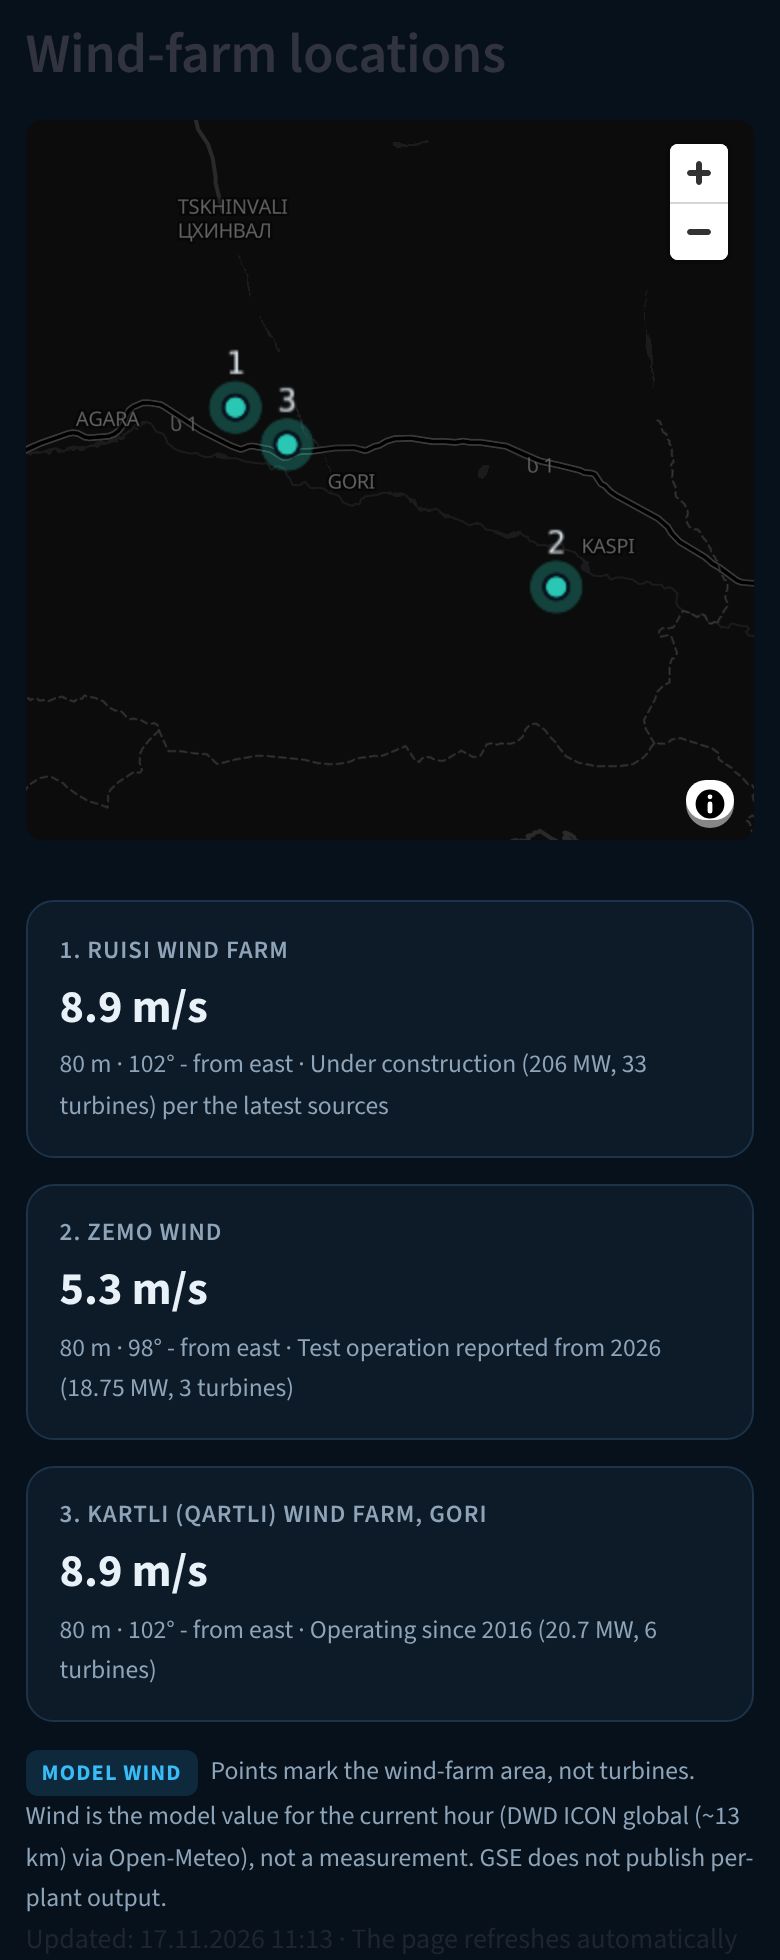 Wind-farm locations
TSKHINVALI
ЦХИНВАЛ
1
3
AGARA
ს 1
GORI
ს 1
2
KASPI
1. RUISI WIND FARM
8.9 m/s
80 m · 102° - from east · Under construction (206 MW, 33
turbines) per the latest sources
2. ZEMO WIND
5.3 m/s
80 m · 98° - from east · Test operation reported from 2026
(18.75 MW, 3 turbines)
3. KARTLI (QARTLI) WIND FARM, GORI
8.9 m/s
80 m · 102° - from east · Operating since 2016 (20.7 MW, 6
turbines)
MODEL WIND Points mark the wind-farm area, not turbines.
Wind is the model value for the current hour (DWD ICON global (~13
km) via Open-Meteo), not a measurement. GSE does not publish per-
plant output.
Updated: 17.11.2026 11:13 · The page refreshes automatically